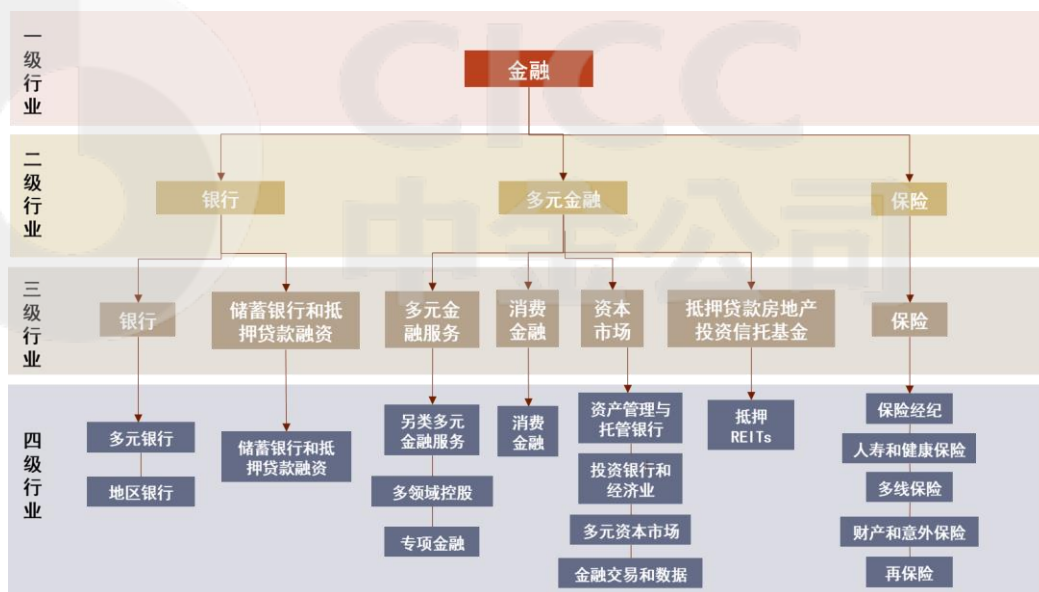 一级行业
金融
二级行业
银行
多元金融
保险
三级行业
银行
储蓄银行和抵
押贷款融资
多元金
融服务
消费
金融
资本
市场
抵押贷款房地产
投资信托基金
保险
四级行业
多元银行
地区银行
储蓄银行和抵
押贷款融资
另类多元
金融服务
多领域控股
专项金融
消费
金融
资产管理与
托管银行
投资银行和
经济业
多元资本市场
金融交易和数据
抵押
REITs
保险经纪
人寿和健康保险
多线保险
财产和意外保险
再保险
CICC
中金公司